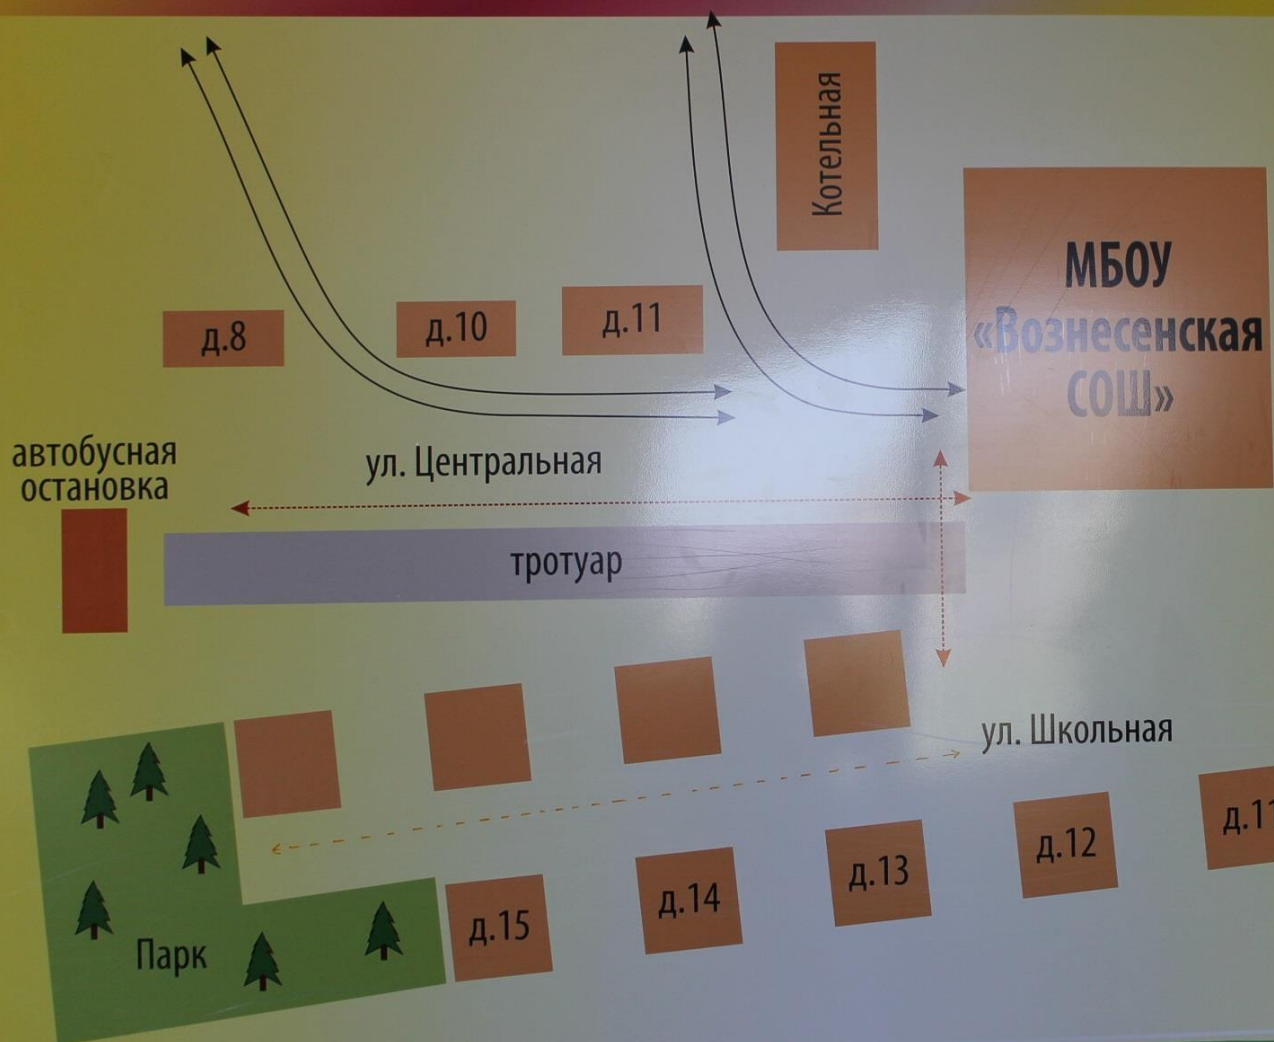 Котельная
МБОУ
«Вознесенская
СОШ»
д.8
д.10
д.11
автобусная
остановка
ул. Центральная
тротуар
ул. Школьная
д.11
д.12
д.13
д.14
д.15
Парк